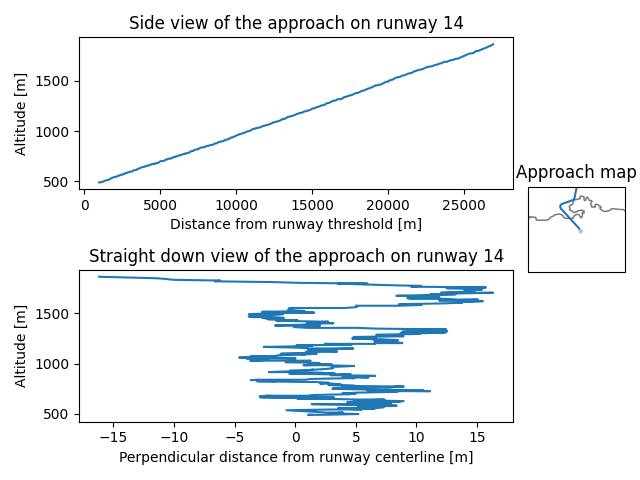 Side view of the approach on runway 14
1500
1000
500
Altitude [m]
0 5000 10000 15000 20000 25000
Distance from runway threshold [m]
Approach map
Straight down view of the approach on runway 14
1500
1000
500
Altitude [m]
−15 −10 −5 0 5 10 15
Perpendicular distance from runway centerline [m]